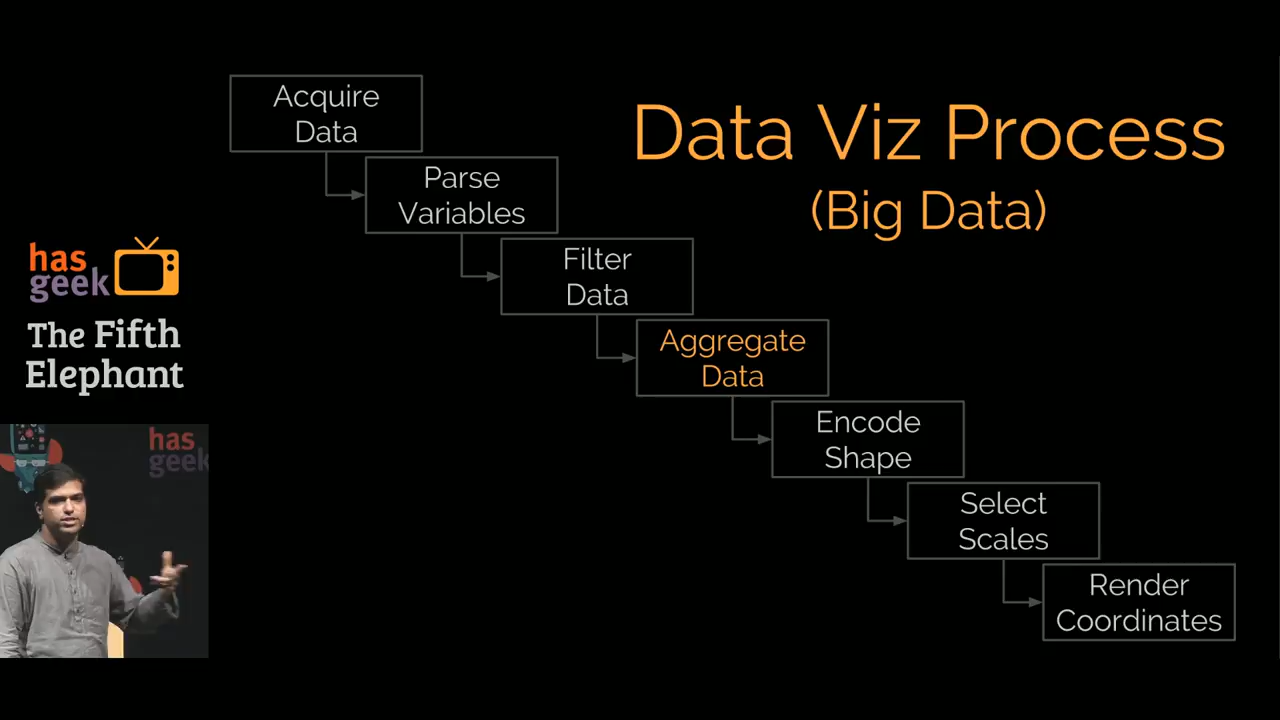 Acquire
Data
Data Viz Process
(Big Data)
Parse
Variables
Filter
Data
Aggregate
Data
Encode
Shape
Select
Scales
Render
Coordinates
has
geek
The Fifth
Elephant
has
geek